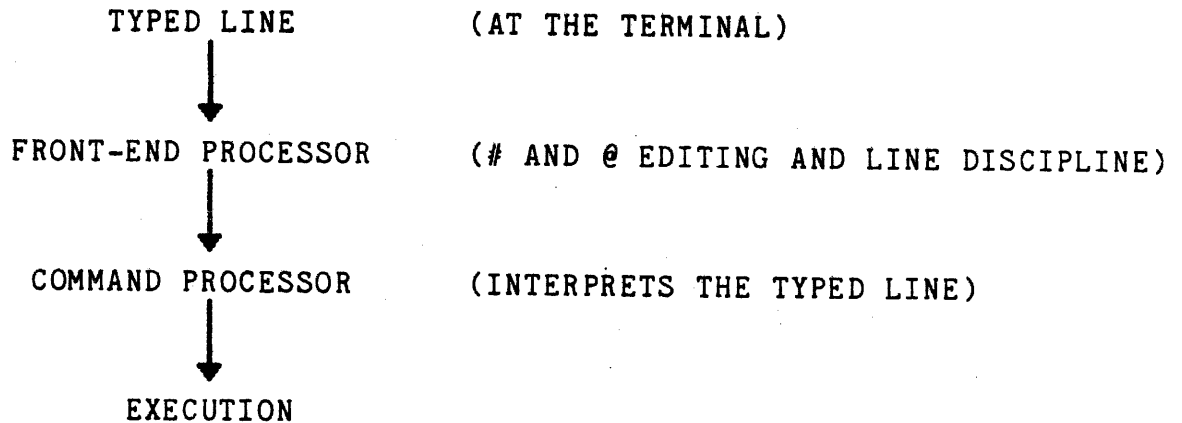 TYPED LINE (AT THE TERMINAL)
FRONT-END PROCESSOR (# AND @ EDITING AND LINE DISCIPLINE)
COMMAND PROCESSOR (INTERPRETS THE TYPED LINE)
EXECUTION